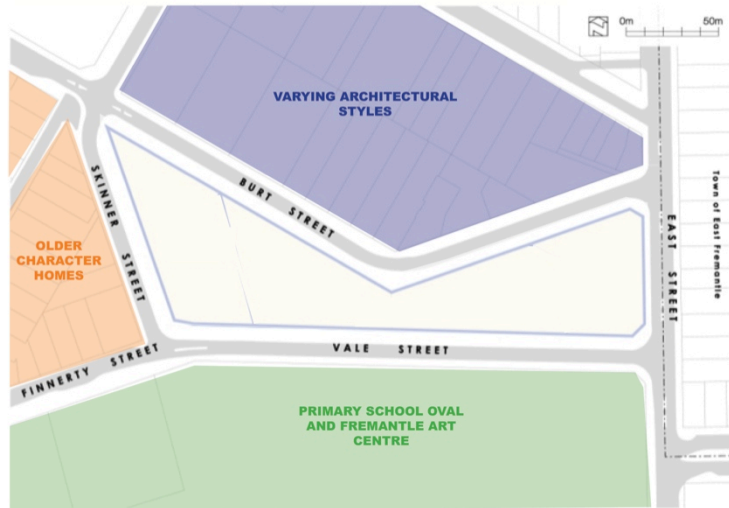 0m 50m
VARYING ARCHITECTURAL
STYLES
SKINNER STREET
BURT STREET
OLDER
CHARACTER
HOMES
EAST STREET
Town of East Fremantle
VALE STREET
FINNERTY STREET
PRIMARY SCHOOL OVAL
AND FREMANTLE ART
CENTRE